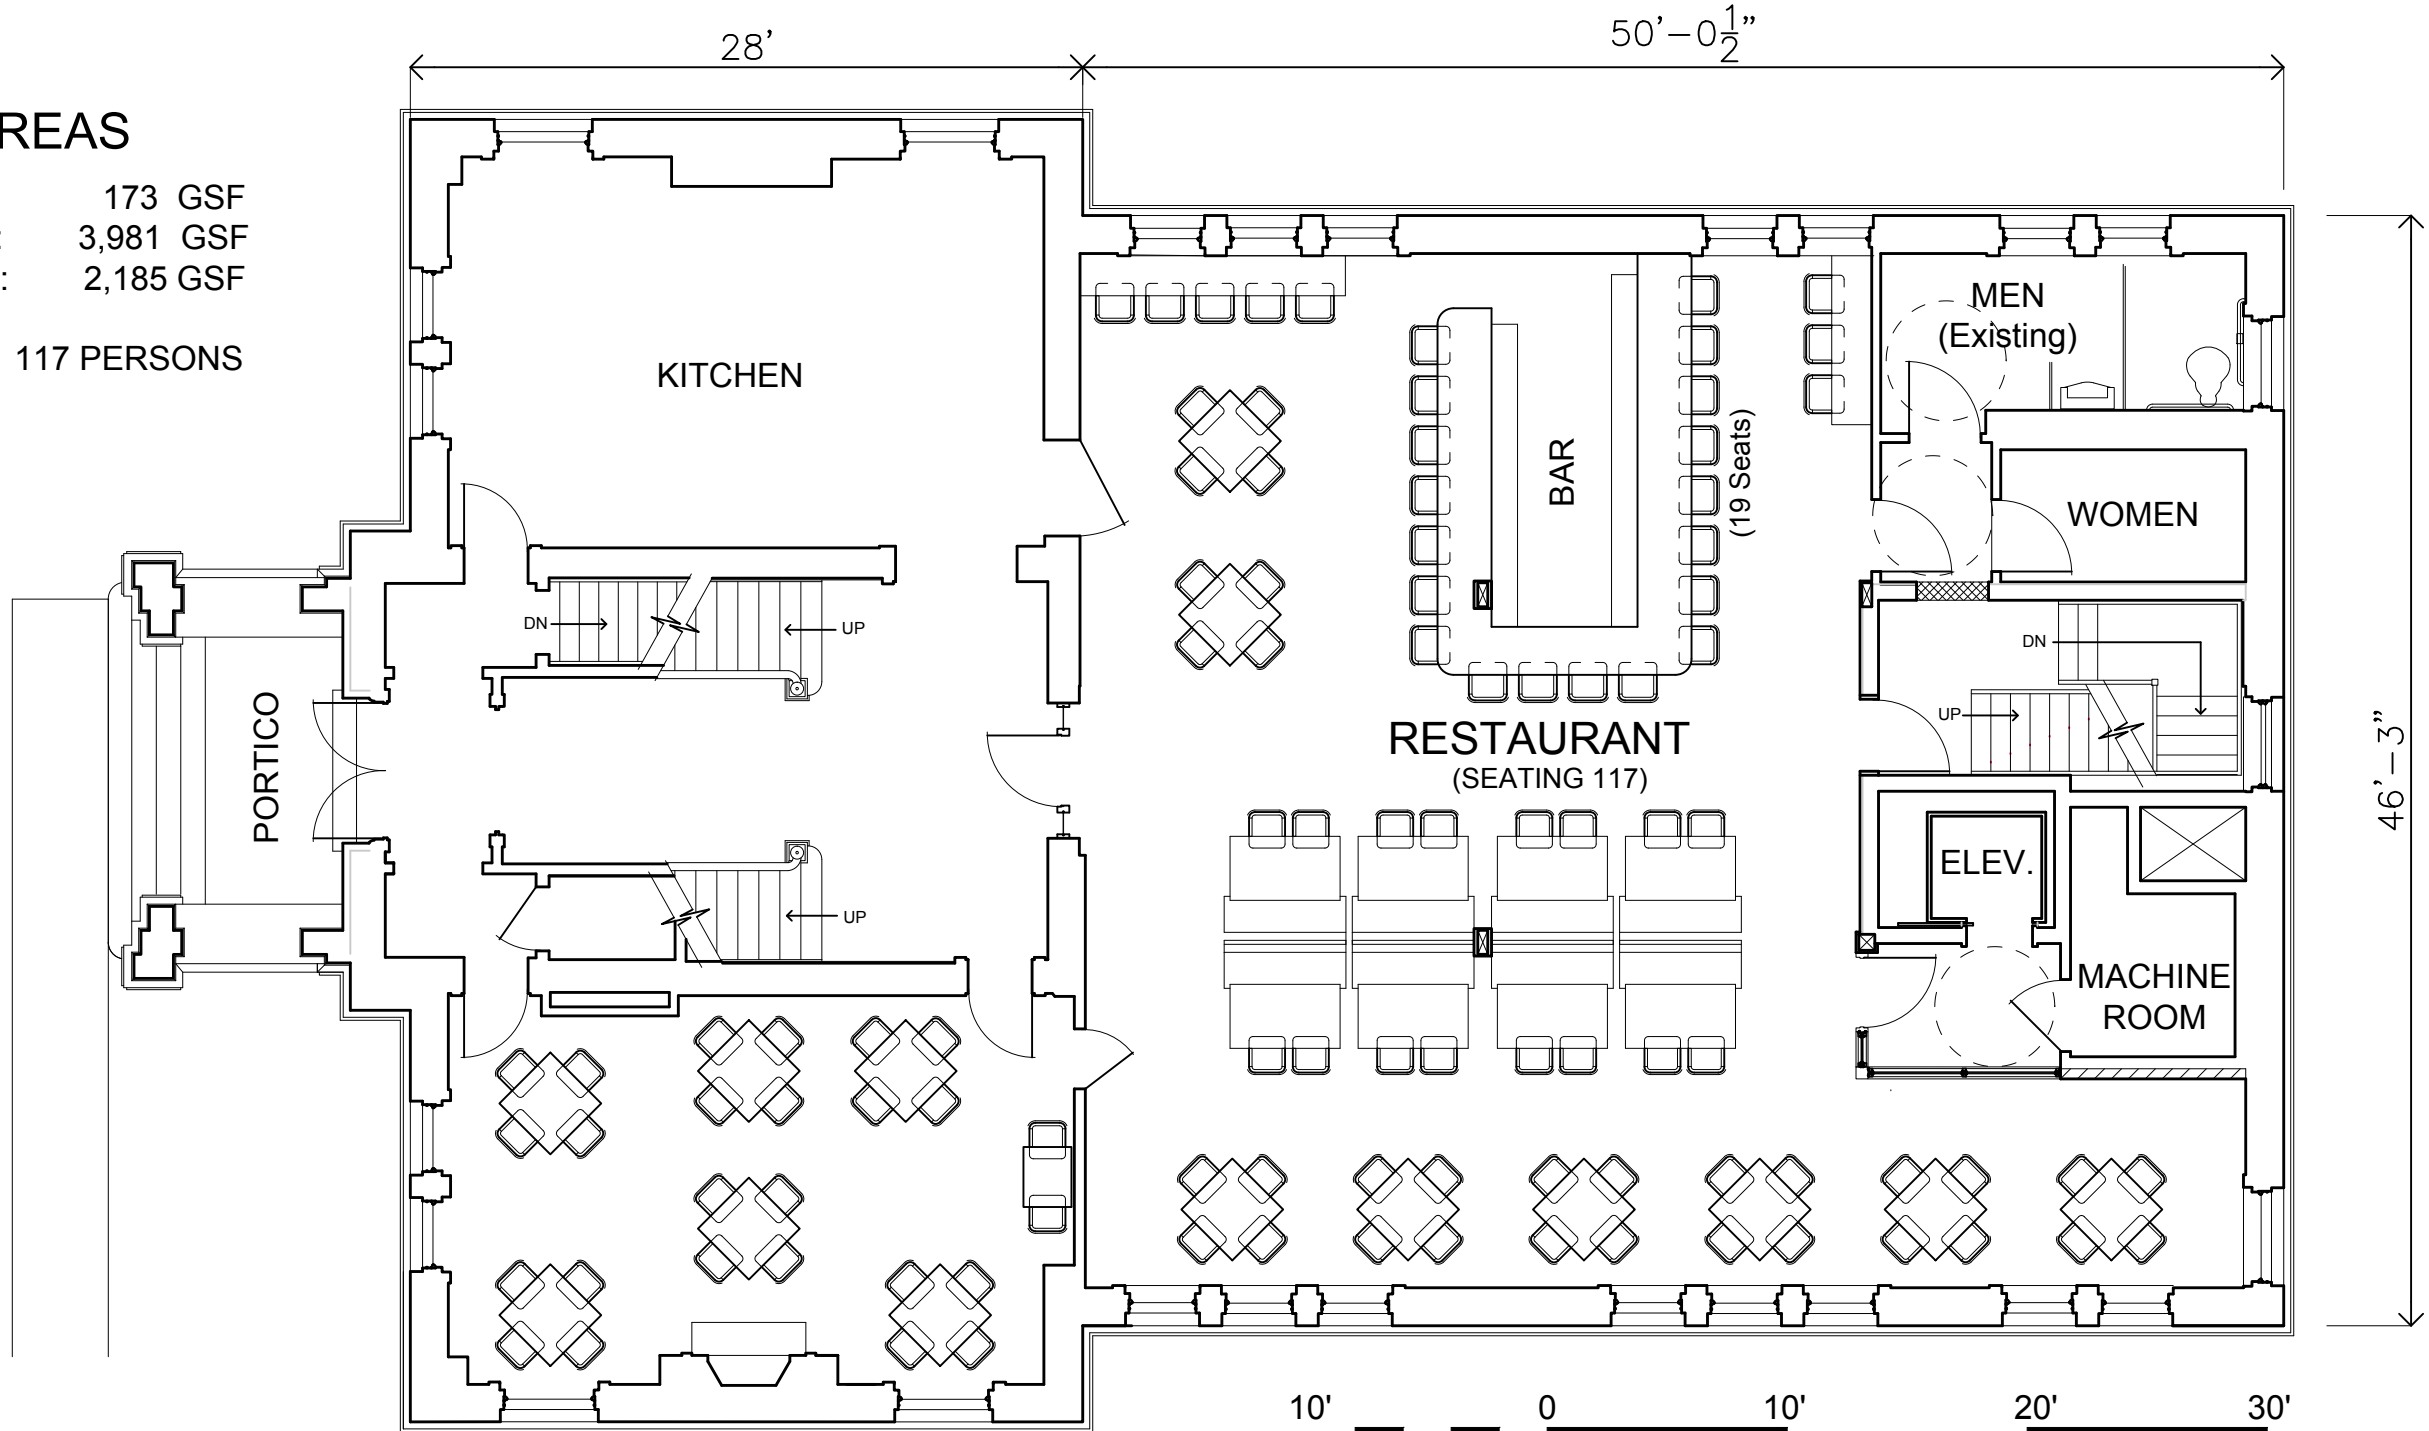 28'
50'-0 1/2"
REAS
173 GSF
: 3,981 GSF
: 2,185 GSF
117 PERSONS
KITCHEN
BAR
(19 Seats)
MEN
(Existing)
WOMEN
DN
UP
DN
UP
PORTICO
RESTAURANT
(SEATING 117)
46'-3"
ELEV.
UP
MACHINE
ROOM
10' 0 10' 20' 30'